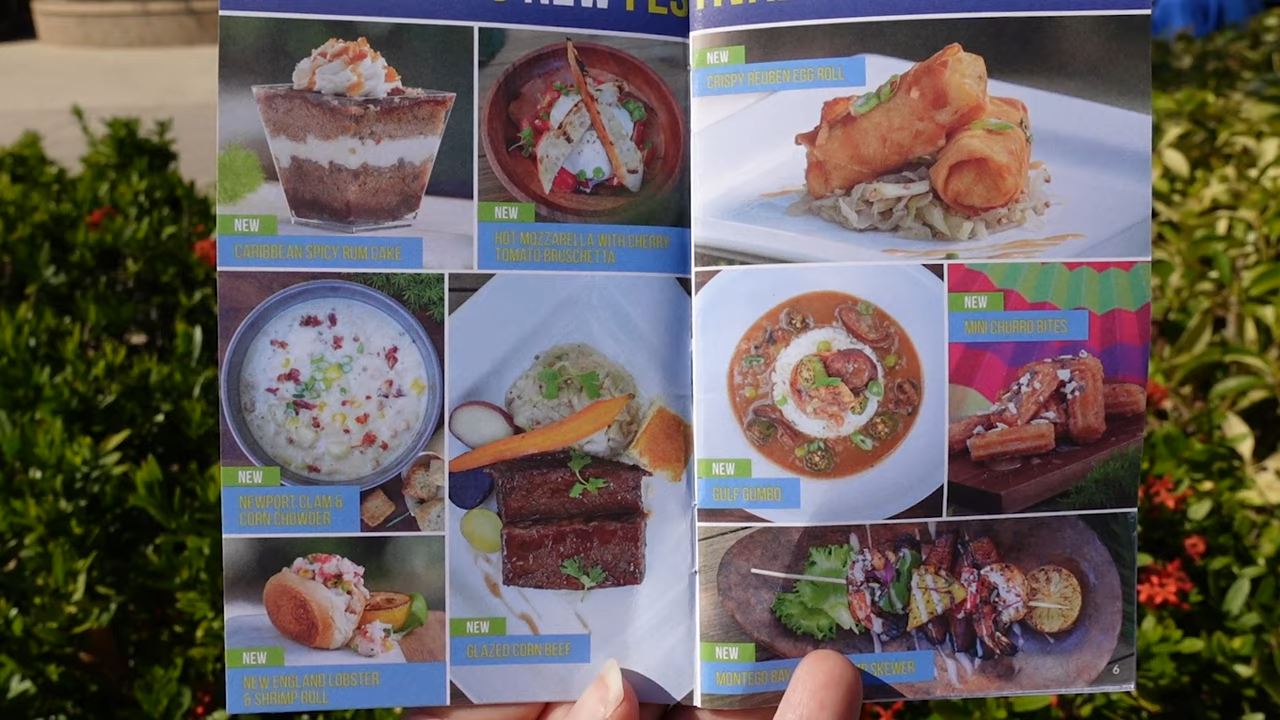 NEW
NEW
CARIBBEAN SPICY RUM CAKE
NEW
HOT MOZZARELLA WITH CHERRY
TOMATO BRUSCHETTA
NEW
CRISPY REUBEN EGG ROLL
NEW
NEWPORT CLAM &
CORN CHOWDER
NEW
GLAZED CORN BEEF
NEW
GULF GUMBO
NEW
MINI CHURRO BITES
NEW
NEW ENGLAND LOBSTER
& SHRIMP ROLL
NEW
MONTEGO BAY SKEWER
6